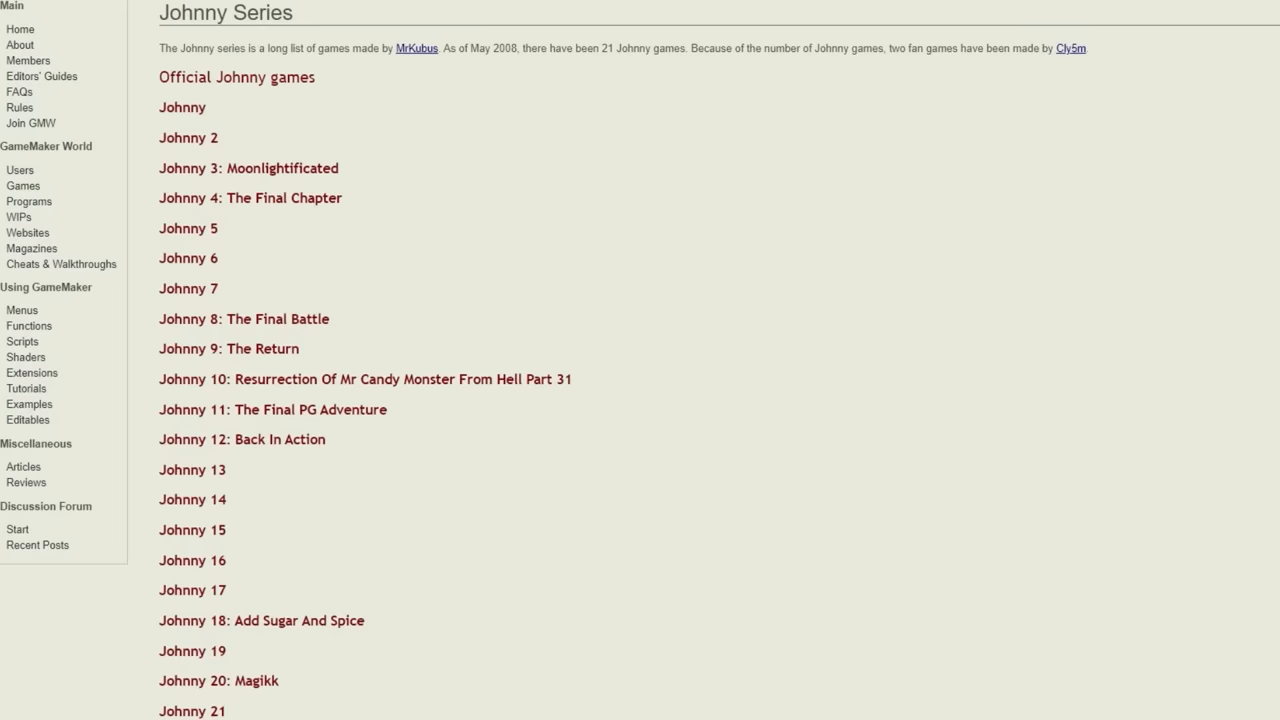 Main
Home
About
Members
Editors' Guides
FAQs
Rules
Join GMW
GameMaker World
Users
Games
Programs
WIPs
Websites
Magazines
Cheats & Walkthroughs
Using GameMaker
Menus
Functions
Scripts
Shaders
Extensions
Tutorials
Examples
Editables
Miscellaneous
Articles
Reviews
Discussion Forum
Start
Recent Posts
Johnny Series
The Johnny series is a long list of games made by MrKubus. As of May 2008, there have been 21 Johnny games. Because of the number of Johnny games, two fan games have been made by Cly5m.
Official Johnny games
Johnny
Johnny 2
Johnny 3: Moonlightificated
Johnny 4: The Final Chapter
Johnny 5
Johnny 6
Johnny 7
Johnny 8: The Final Battle
Johnny 9: The Return
Johnny 10: Resurrection Of Mr Candy Monster From Hell Part 31
Johnny 11: The Final PG Adventure
Johnny 12: Back In Action
Johnny 13
Johnny 14
Johnny 15
Johnny 16
Johnny 17
Johnny 18: Add Sugar And Spice
Johnny 19
Johnny 20: Magikk
Johnny 21